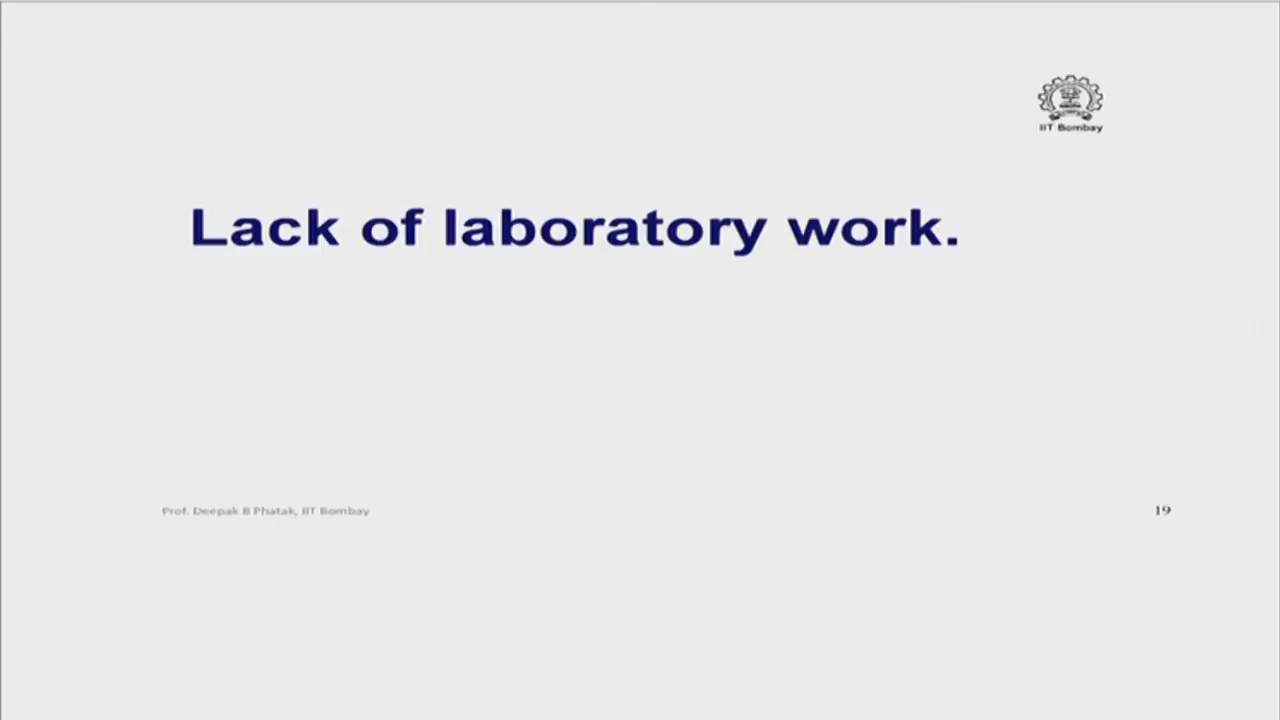 IIT Bombay
Lack of laboratory work.
Prof. Deepak B Phatak, IIT Bombay
19